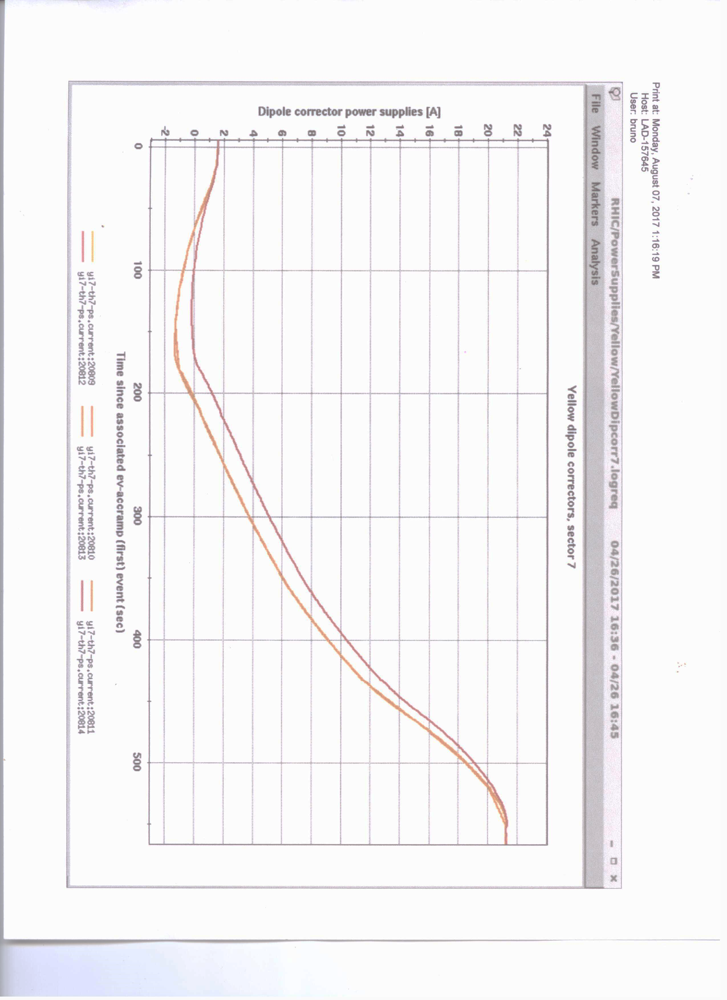 Print at: Monday, August 07, 2017 1:16:19 PM
Host: LAD-157645
User: bruno
RHIC/PowerSupplies/Yellow/YellowDipcorr7.logreq 04/26/2017 16:36 - 04/26 16:45
File Window Markers Analysis
Yellow dipole correctors, sector 7
Dipole corrector power supplies [A]
24
22
20
18
16
14
12
10
8
6
4
2
0
-2
0 100 200 300 400 500
Time since associated ev-accramp (first) event (sec)
yi7-th7-ps.current:20809 yi7-th7-ps.current:20810 yi7-th7-ps.current:20811
yi7-th7-ps.current:20812 yi7-th7-ps.current:20813 yi7-th7-ps.current:20814